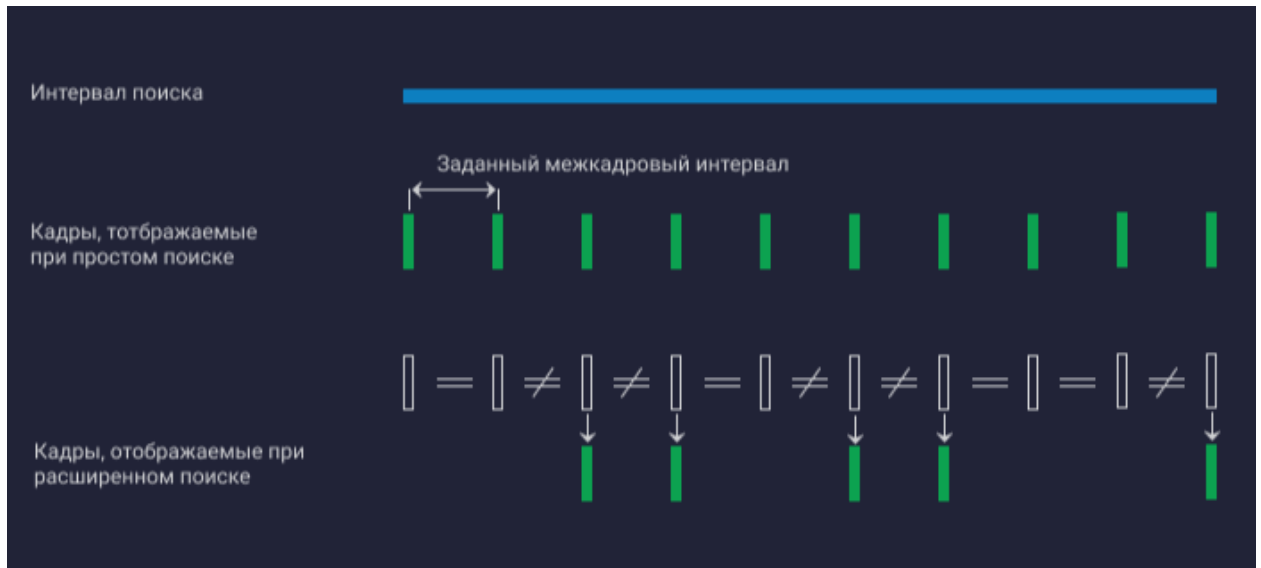 Интервал поиска
Заданный межкадровый интервал
Кадры, тотбражаемые
при простом поиске
= ≠ ≠ = ≠ ≠ = = ≠
Кадры, отображаемые при
расширенном поиске